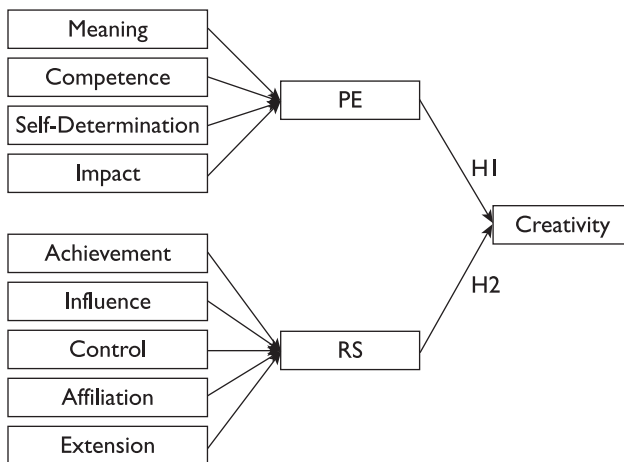 Meaning
Competence
Self-Determination
Impact
PE
H1
Creativity
Achievement
Influence
Control
Affiliation
Extension
RS
H2